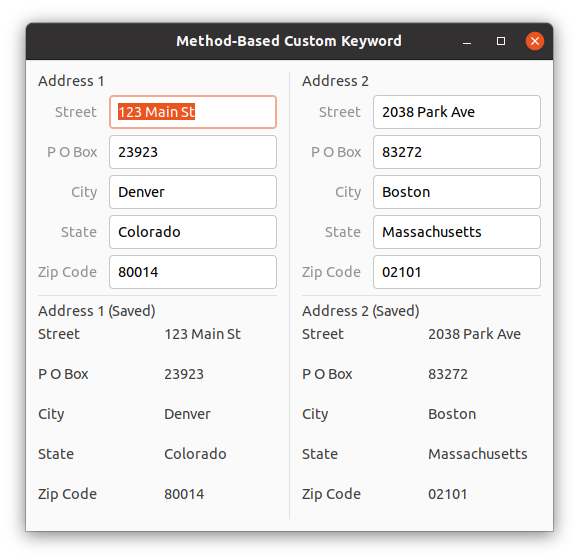 Method-Based Custom Keyword
Address 1
Street 123 Main St
P O Box 23923
City Denver
State Colorado
Zip Code 80014
Address 2
Street 2038 Park Ave
P O Box 83272
City Boston
State Massachusetts
Zip Code 02101
Address 1 (Saved)
Street 123 Main St
P O Box 23923
City Denver
State Colorado
Zip Code 80014
Address 2 (Saved)
Street 2038 Park Ave
P O Box 83272
City Boston
State Massachusetts
Zip Code 02101